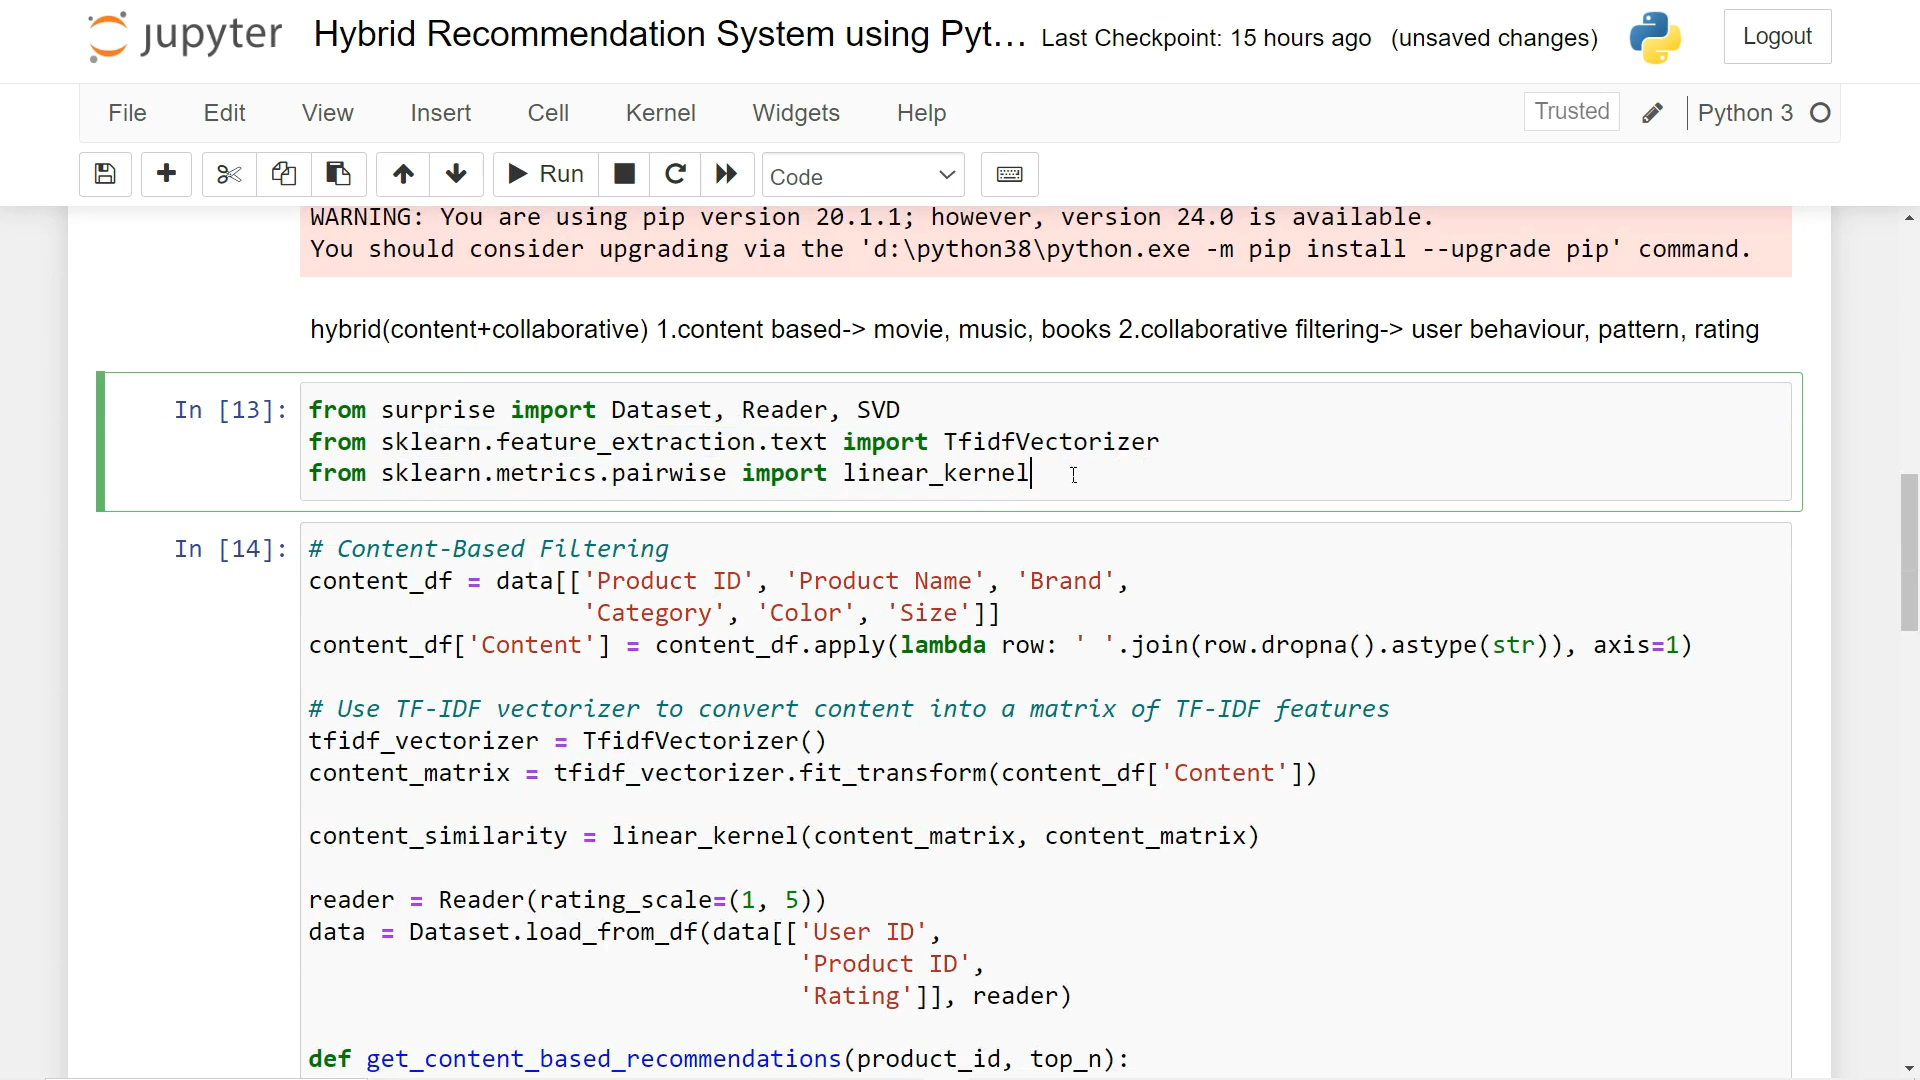 jupyter Hybrid Recommendation System using Pyt... Last Checkpoint: 15 hours ago (unsaved changes) Logout
File Edit View Insert Cell Kernel Widgets Help Trusted Python 3
Run Code
WARNING: You are using pip version 20.1.1; however, version 24.0 is available.
You should consider upgrading via the 'd:\python38\python.exe -m pip install --upgrade pip' command.
hybrid(content+collaborative) 1.content based-> movie, music, books 2.collaborative filtering-> user behaviour, pattern, rating
In [13]: from surprise import Dataset, Reader, SVD
from sklearn.feature_extraction.text import TfidfVectorizer
from sklearn.metrics.pairwise import linear_kernel
In [14]: # Content-Based Filtering
content_df = data[['Product ID', 'Product Name', 'Brand',
'Category', 'Color', 'Size']]
content_df['Content'] = content_df.apply(lambda row: ' '.join(row.dropna().astype(str)), axis=1)
# Use TF-IDF vectorizer to convert content into a matrix of TF-IDF features
tfidf_vectorizer = TfidfVectorizer()
content_matrix = tfidf_vectorizer.fit_transform(content_df['Content'])
content_similarity = linear_kernel(content_matrix, content_matrix)
reader = Reader(rating_scale=(1, 5))
data = Dataset.load_from_df(data[['User ID',
'Product ID',
'Rating']], reader)
def get_content_based_recommendations(product_id, top_n):